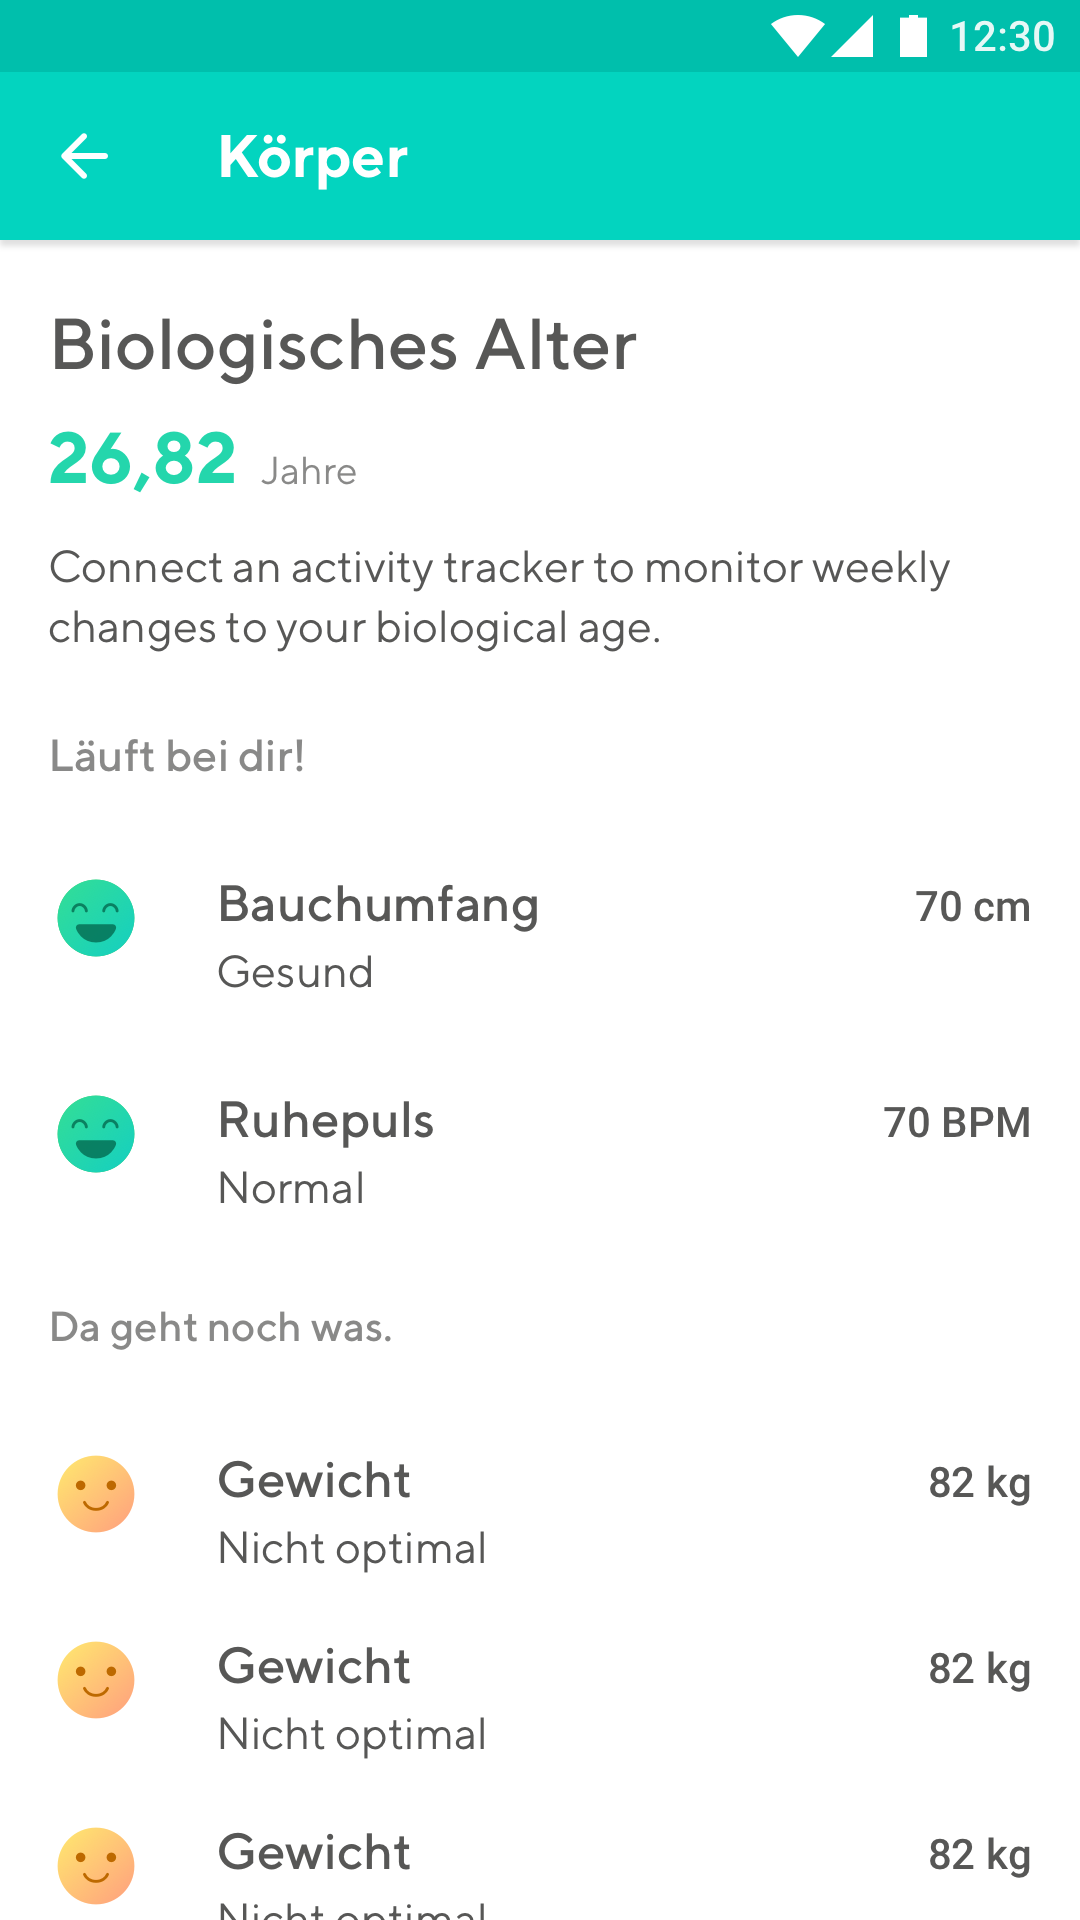 12:30
Körper
Biologisches Alter
26,82 Jahre
Connect an activity tracker to monitor weekly
changes to your biological age.
Läuft bei dir!
Bauchumfang 70 cm
Gesund
Ruhepuls 70 BPM
Normal
Da geht noch was.
Gewicht 82 kg
Nicht optimal
Gewicht 82 kg
Nicht optimal
Gewicht 82 kg
Nicht optimal